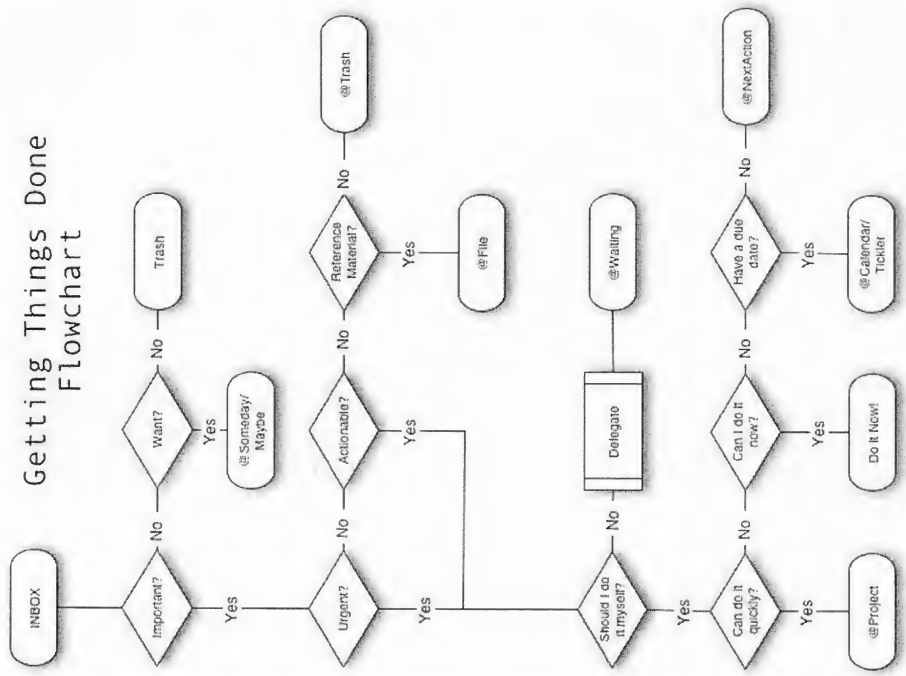 Getting Things Done
Flowchart
INBOX
Important?
No
Want?
No
Trash
Yes
@Someday/
Maybe
Yes
Urgent?
No
Actionable?
No
Reference
Material?
No
@Trash
Yes
@File
Yes
Yes
Should I do
it myself?
No
Delegate
@Waiting
Yes
Can do it
quickly?
No
Can I do it
now?
No
Have a due
date?
No
@NextAction
Yes
@Project
Yes
Do It Now!
Yes
@Calendar/
Tickler